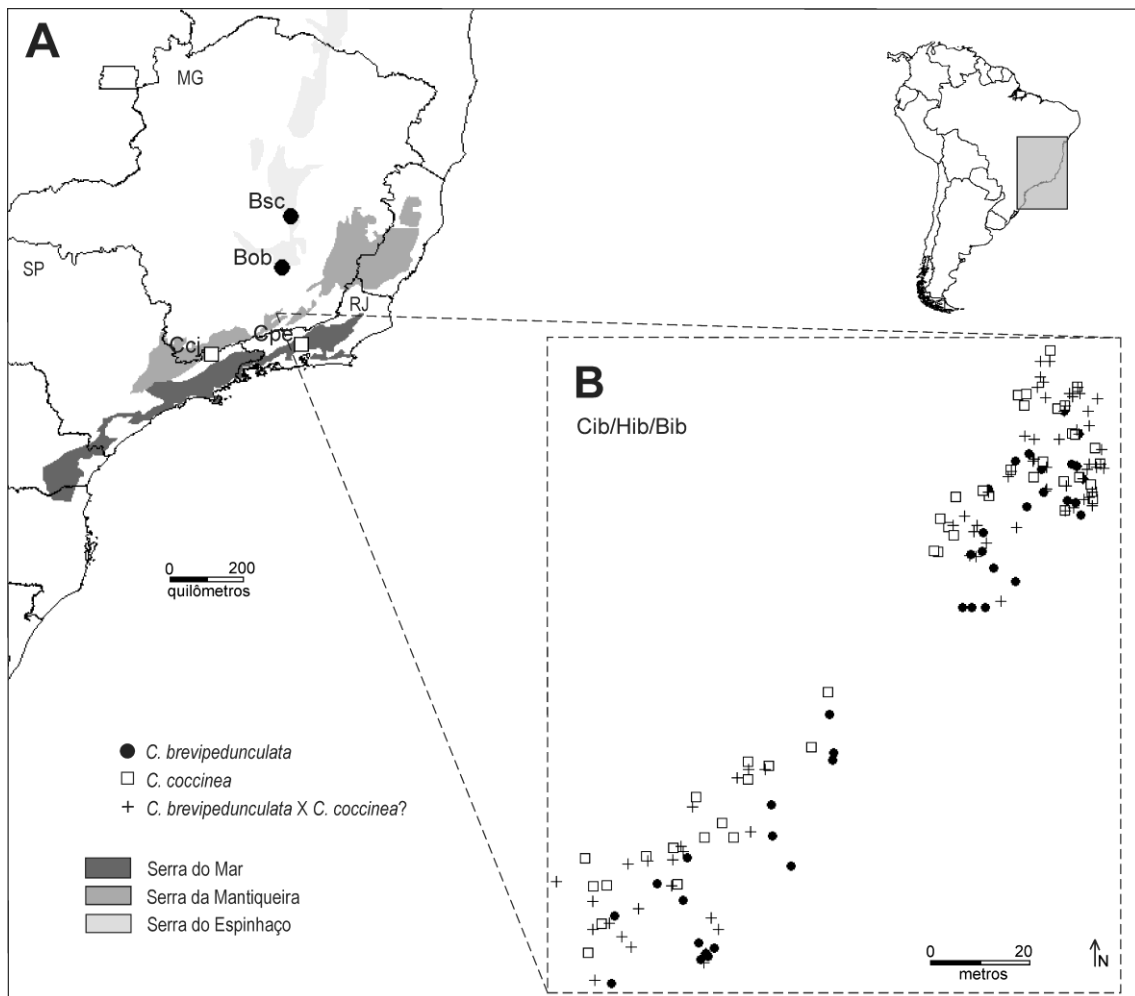 A
MG
Bsc
Bob
SP
RJ
Ccj
Cpe
0 200
quilômetros
B
Cib/Hib/Bib
C. brevipedunculata
C. coccinea
C. brevipedunculata X C. coccinea?
Serra do Mar
Serra da Mantiqueira
Serra do Espinhaço
0 20
metros
N